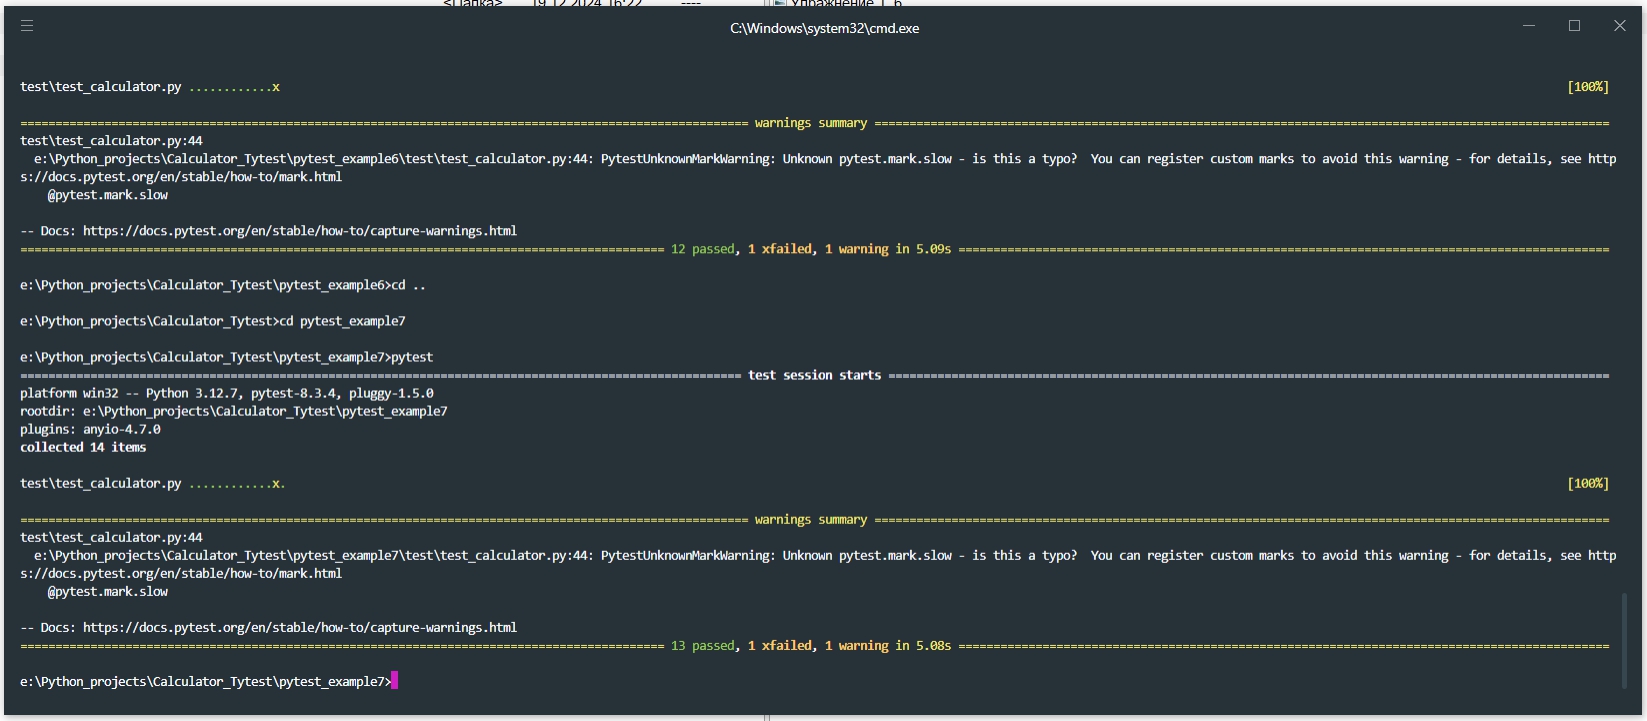 <Папка> 19.12.2024 16:22 ---- Упражнение 1_6
C:\Windows\system32\cmd.exe
test\test_calculator.py ............x [100%]
======================================================================================================== warnings summary =========================================================================================================
test\test_calculator.py:44
e:\Python_projects\Calculator_Tytest\pytest_example6\test\test_calculator.py:44: PytestUnknownMarkWarning: Unknown pytest.mark.slow - is this a typo?  You can register custom marks to avoid this warning - for details, see http
s://docs.pytest.org/en/stable/how-to/mark.html
@pytest.mark.slow
-- Docs: https://docs.pytest.org/en/stable/how-to/capture-warnings.html
============================================================================================ 12 passed, 1 xfailed, 1 warning in 5.09s =============================================================================================
e:\Python_projects\Calculator_Tytest\pytest_example6>cd ..
e:\Python_projects\Calculator_Tytest>cd pytest_example7
e:\Python_projects\Calculator_Tytest\pytest_example7>pytest
======================================================================================================= test session starts =======================================================================================================
platform win32 -- Python 3.12.7, pytest-8.3.4, pluggy-1.5.0
rootdir: e:\Python_projects\Calculator_Tytest\pytest_example7
plugins: anyio-4.7.0
collected 14 items
test\test_calculator.py ............x. [100%]
======================================================================================================== warnings summary =========================================================================================================
test\test_calculator.py:44
e:\Python_projects\Calculator_Tytest\pytest_example7\test\test_calculator.py:44: PytestUnknownMarkWarning: Unknown pytest.mark.slow - is this a typo?  You can register custom marks to avoid this warning - for details, see http
s://docs.pytest.org/en/stable/how-to/mark.html
@pytest.mark.slow
-- Docs: https://docs.pytest.org/en/stable/how-to/capture-warnings.html
============================================================================================ 13 passed, 1 xfailed, 1 warning in 5.08s =============================================================================================
e:\Python_projects\Calculator_Tytest\pytest_example7>